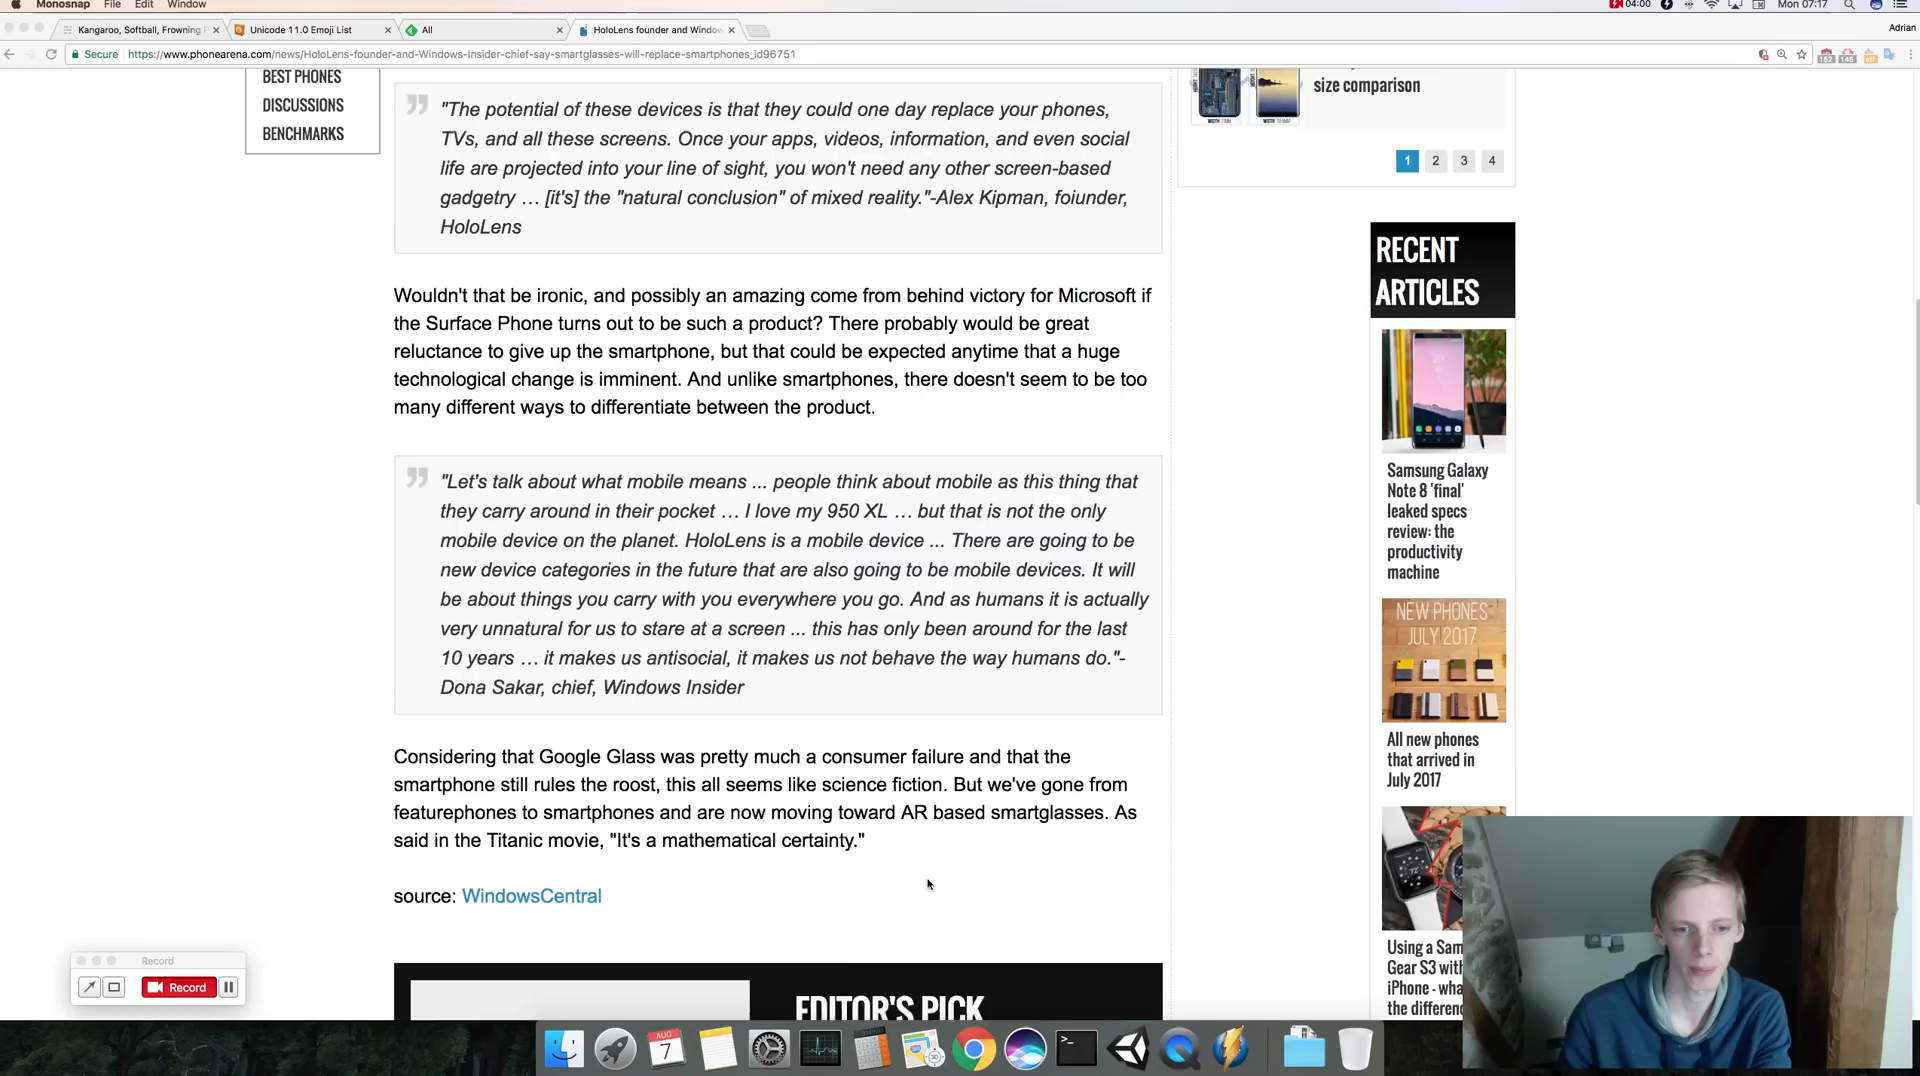 Monosnap File Edit Window
04:00 Mon 07:17
Kangaroo, Softball, Frowning F
Unicode 11.0 Emoji List
All
HoloLens founder and Window
Adrian
Secure https://www.phonearena.com/news/HoloLens-founder-and-Windows-Insider-chief-say-smartglasses-will-replace-smartphones_id96751
BEST PHONES
DISCUSSIONS
BENCHMARKS
"The potential of these devices is that they could one day replace your phones,
TVs, and all these screens. Once your apps, videos, information, and even social
life are projected into your line of sight, you won't need any other screen-based
gadgetry … [it's] the "natural conclusion" of mixed reality."-Alex Kipman, foiunder,
HoloLens
Wouldn't that be ironic, and possibly an amazing come from behind victory for Microsoft if
the Surface Phone turns out to be such a product? There probably would be great
reluctance to give up the smartphone, but that could be expected anytime that a huge
technological change is imminent. And unlike smartphones, there doesn't seem to be too
many different ways to differentiate between the product.
"Let's talk about what mobile means ... people think about mobile as this thing that
they carry around in their pocket … I love my 950 XL … but that is not the only
mobile device on the planet. HoloLens is a mobile device ... There are going to be
new device categories in the future that are also going to be mobile devices. It will
be about things you carry with you everywhere you go. And as humans it is actually
very unnatural for us to stare at a screen ... this has only been around for the last
10 years … it makes us antisocial, it makes us not behave the way humans do."-
Dona Sakar, chief, Windows Insider
Considering that Google Glass was pretty much a consumer failure and that the
smartphone still rules the roost, this all seems like science fiction. But we've gone from
featurephones to smartphones and are now moving toward AR based smartglasses. As
said in the Titanic movie, "It's a mathematical certainty."
source: WindowsCentral
EDITOR'S PICK
size comparison
1 2 3 4
RECENT
ARTICLES
Samsung Galaxy
Note 8 'final'
leaked specs
review: the
productivity
machine
NEW PHONES
JULY 2017
All new phones
that arrived in
July 2017
Using a Sam
Gear S3 with
iPhone - wha
the differenc
Record
Record
AUG
7